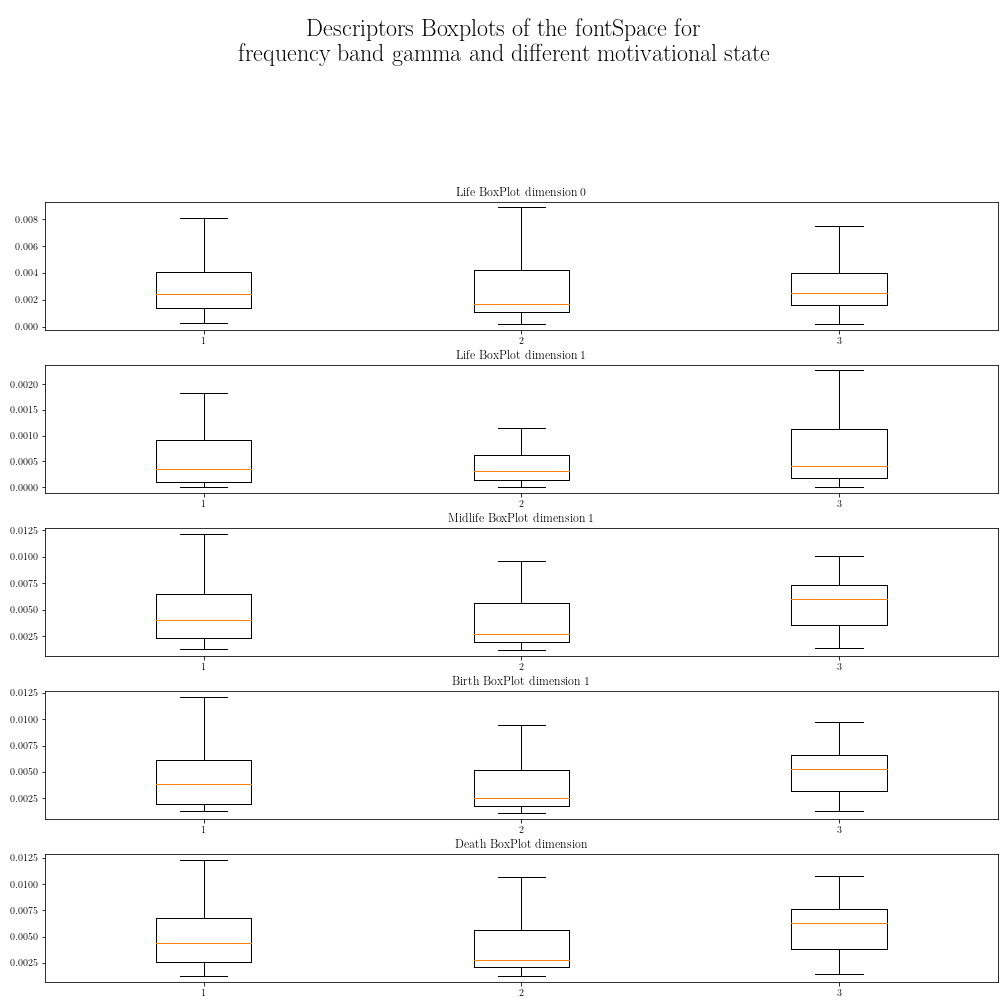 Descriptors Boxplots of the fontSpace for
frequency band gamma and different motivational state
Life BoxPlot dimension 0
0.008
0.006
0.004
0.002
0.000
1 2 3
Life BoxPlot dimension 1
0.0020
0.0015
0.0010
0.0005
0.0000
1 2 3
Midlife BoxPlot dimension 1
0.0125
0.0100
0.0075
0.0050
0.0025
1 2 3
Birth BoxPlot dimension 1
0.0125
0.0100
0.0075
0.0050
0.0025
1 2 3
Death BoxPlot dimension
0.0125
0.0100
0.0075
0.0050
0.0025
1 2 3